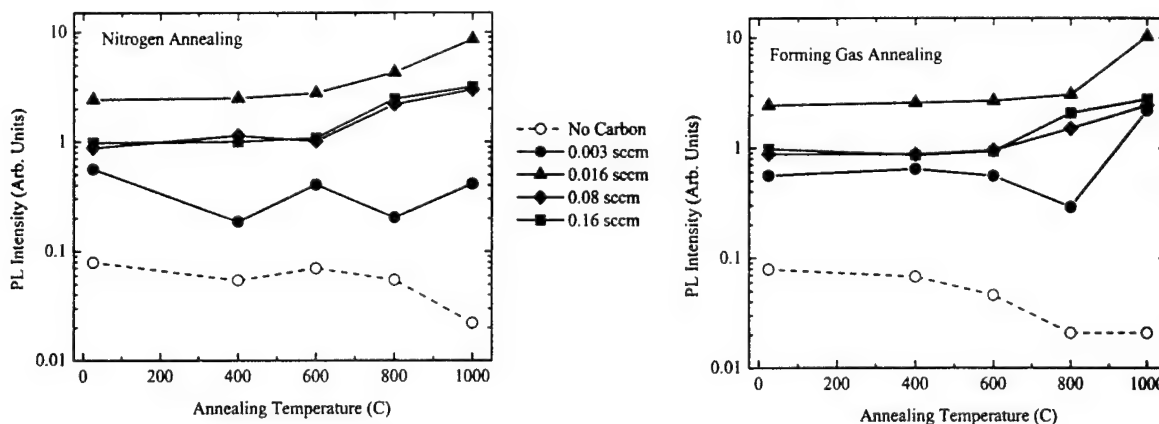 Nitrogen Annealing
10
1
0.1
0.01
PL Intensity (Arb. Units)
0 200 400 600 800 1000
Annealing Temperature (C)
No Carbon
0.003 sccm
0.016 sccm
0.08 sccm
0.16 sccm
Forming Gas Annealing
10
1
0.1
0.01
PL Intensity (Arb. Units)
0 200 400 600 800 1000
Annealing Temperature (C)